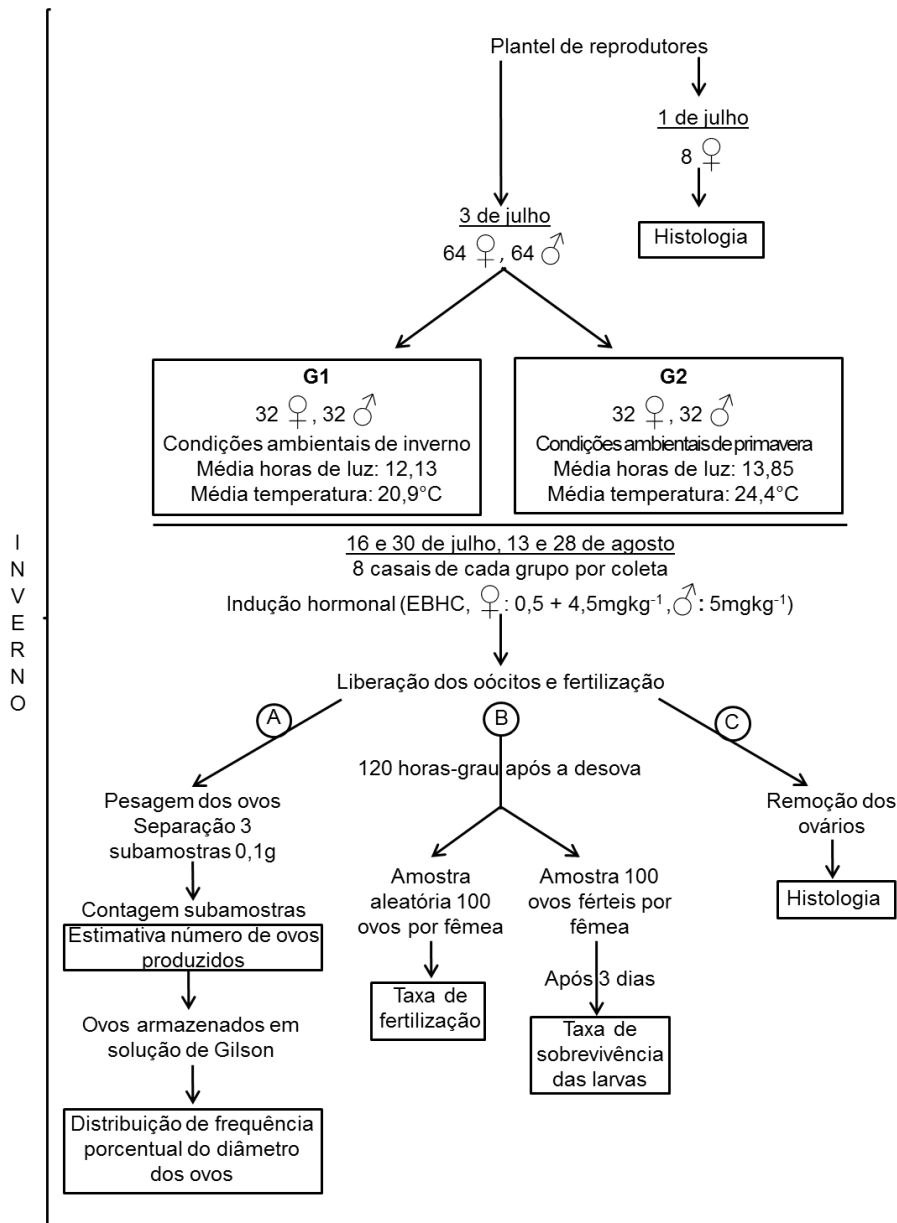 Plantel de reprodutores
1 de julho
8 ♀
Histologia
3 de julho
64 ♀, 64 ♂
G1
32 ♀, 32 ♂
Condições ambientais de inverno
Média horas de luz: 12,13
Média temperatura: 20,9°C
G2
32 ♀, 32 ♂
Condições ambientais de primavera
Média horas de luz: 13,85
Média temperatura: 24,4°C
INVERNO
16 e 30 de julho, 13 e 28 de agosto
8 casais de cada grupo por coleta
Indução hormonal (EBHC, ♀: 0,5 + 4,5mgkg⁻¹, ♂: 5mgkg⁻¹)
Liberação dos oócitos e fertilização
A
B
C
120 horas-grau após a desova
Pesagem dos ovos
Separação 3
subamostras 0,1g
Contagem subamostras
Estimativa número de ovos
produzidos
Ovos armazenados em
solução de Gilson
Distribuição de frequência
porcentual do diâmetro
dos ovos
Amostra
aleatória 100
ovos por fêmea
Taxa de
fertilização
Amostra 100
ovos férteis por
fêmea
Após 3 dias
Taxa de
sobrevivência
das larvas
Remoção dos
ovários
Histologia